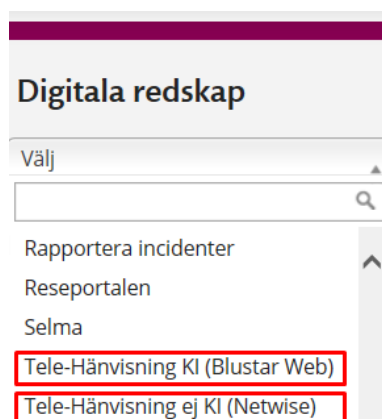 Digitala redskap
Välj
Rapportera incidenter
Reseportalen
Selma
Tele-Hänvisning KI (Blustar Web)
Tele-Hänvisning ej KI (Netwise)